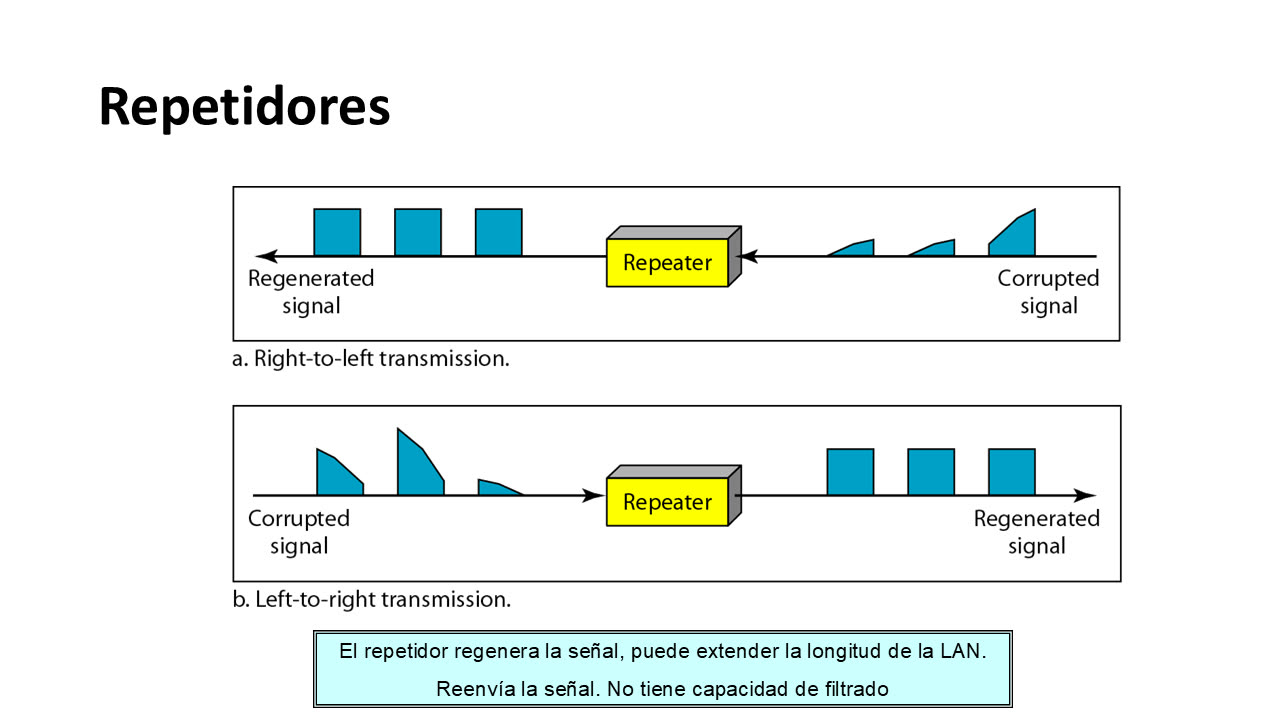 Repetidores
Repeater
Regenerated
signal
Corrupted
signal
a. Right-to-left transmission.
Repeater
Corrupted
signal
Regenerated
signal
b. Left-to-right transmission.
El repetidor regenera la señal, puede extender la longitud de la LAN.
Reenvía la señal. No tiene capacidad de filtrado